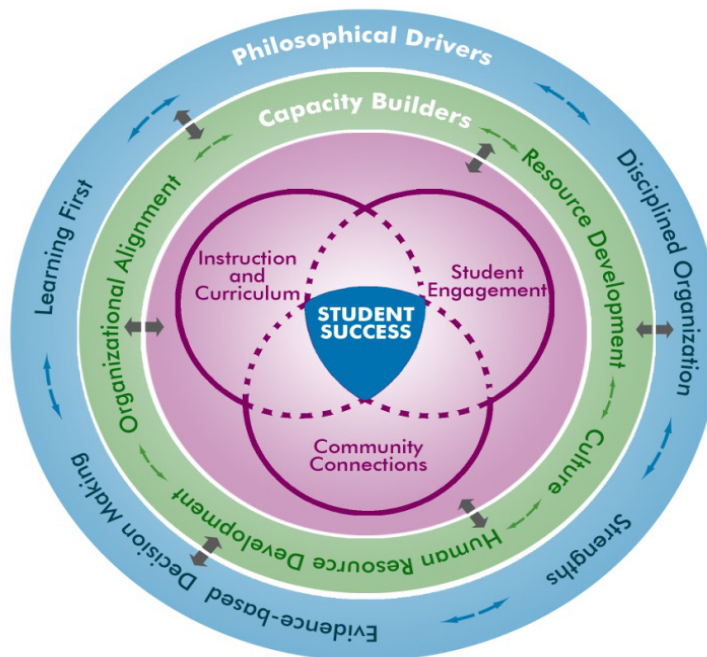 Philosophical Drivers
Disciplined Organization
Strengths
Evidence-based Decision Making
Learning First
Capacity Builders
Resource Development
Culture
Human Resource Development
Organizational Alignment
Instruction
and
Curriculum
Student
Engagement
STUDENT
SUCCESS
Community
Connections